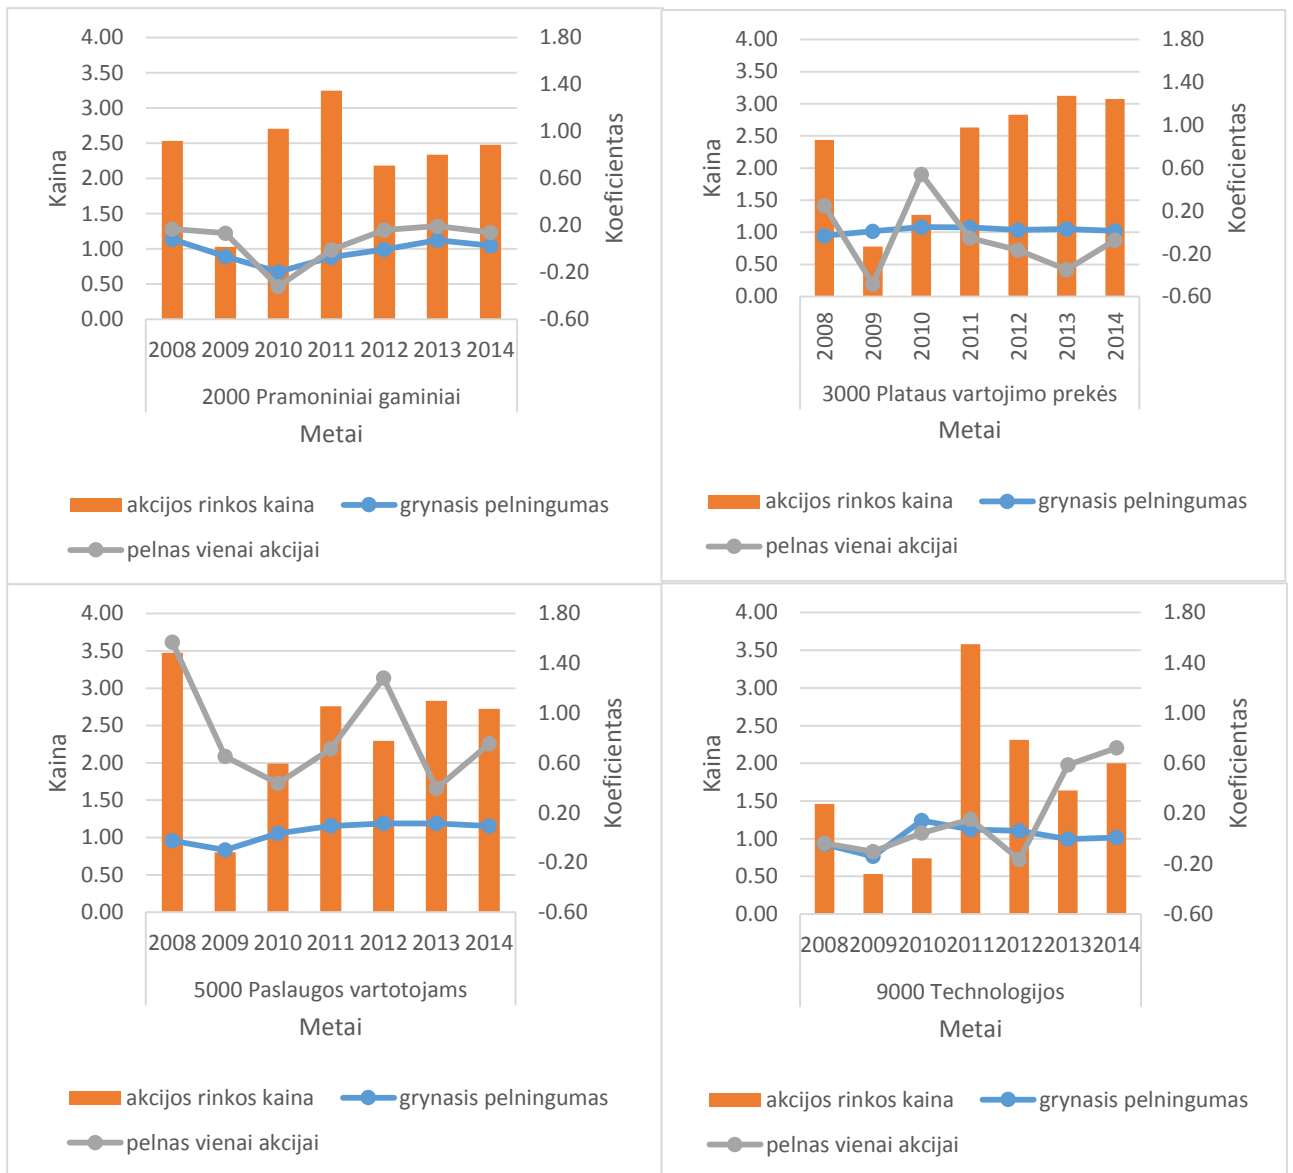 4.00
3.50
3.00
2.50
2.00
1.50
1.00
0.50
0.00
Kaina
1.80
1.40
1.00
0.60
0.20
-0.20
-0.60
Koeficientas
2008 2009 2010 2011 2012 2013 2014
2000 Pramoniniai gaminiai
Metai
akcijos rinkos kaina
grynasis pelningumas
pelnas vienai akcijai
4.00
3.50
3.00
2.50
2.00
1.50
1.00
0.50
0.00
Kaina
1.80
1.40
1.00
0.60
0.20
-0.20
-0.60
Koeficientas
2008
2009
2010
2011
2012
2013
2014
3000 Plataus vartojimo prekės
Metai
akcijos rinkos kaina
grynasis pelningumas
pelnas vienai akcijai
4.00
3.50
3.00
2.50
2.00
1.50
1.00
0.50
0.00
Kaina
1.80
1.40
1.00
0.60
0.20
-0.20
-0.60
Koeficientas
2008 2009 2010 2011 2012 2013 2014
5000 Paslaugos vartotojams
Metai
akcijos rinkos kaina
grynasis pelningumas
pelnas vienai akcijai
4.00
3.50
3.00
2.50
2.00
1.50
1.00
0.50
0.00
Kaina
1.80
1.40
1.00
0.60
0.20
-0.20
-0.60
Koeficientas
2008 2009 2010 2011 2012 2013 2014
9000 Technologijos
Metai
akcijos rinkos kaina
grynasis pelningumas
pelnas vienai akcijai